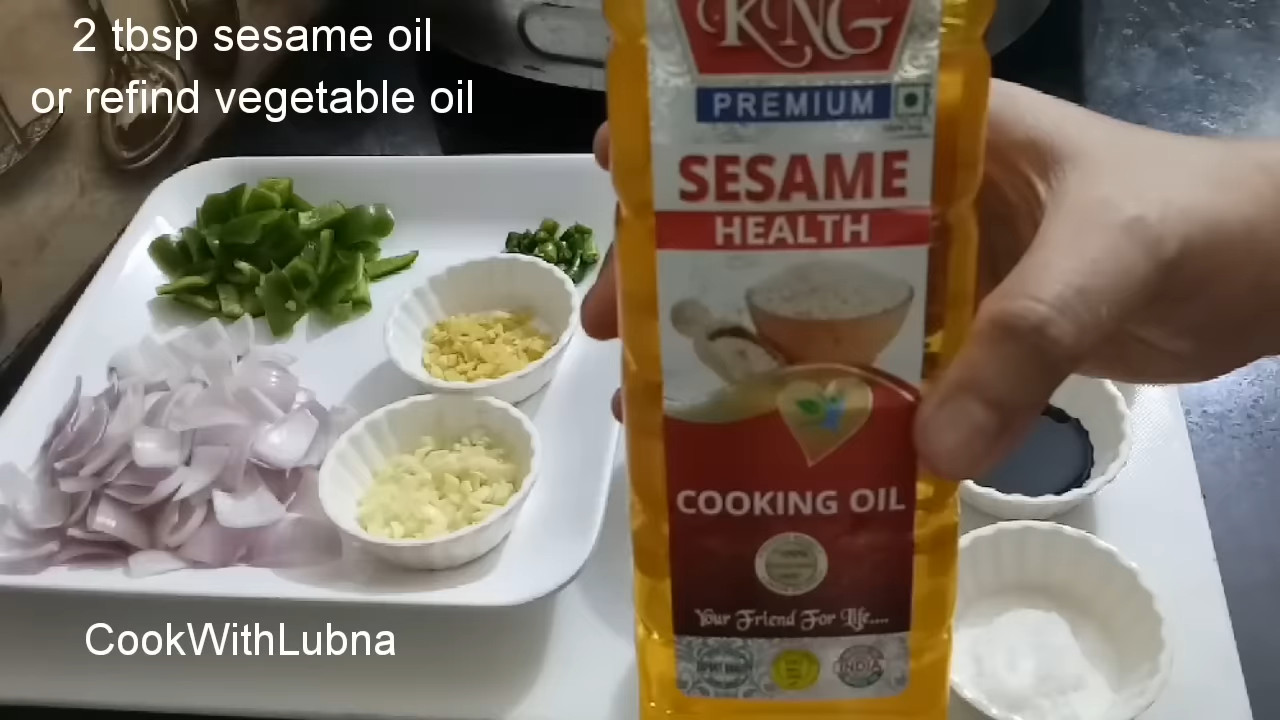 2 tbsp sesame oil
or refind vegetable oil
KNG
PREMIUM
SESAME
HEALTH
COOKING OIL
Your Friend For Life....
INDIA
CookWithLubna